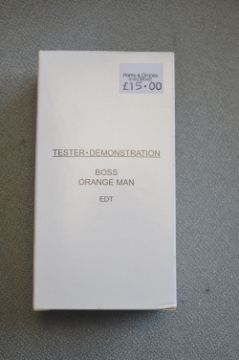 £15.00
TESTER·DEMONSTRATION
BOSS
ORANGE MAN
EDT